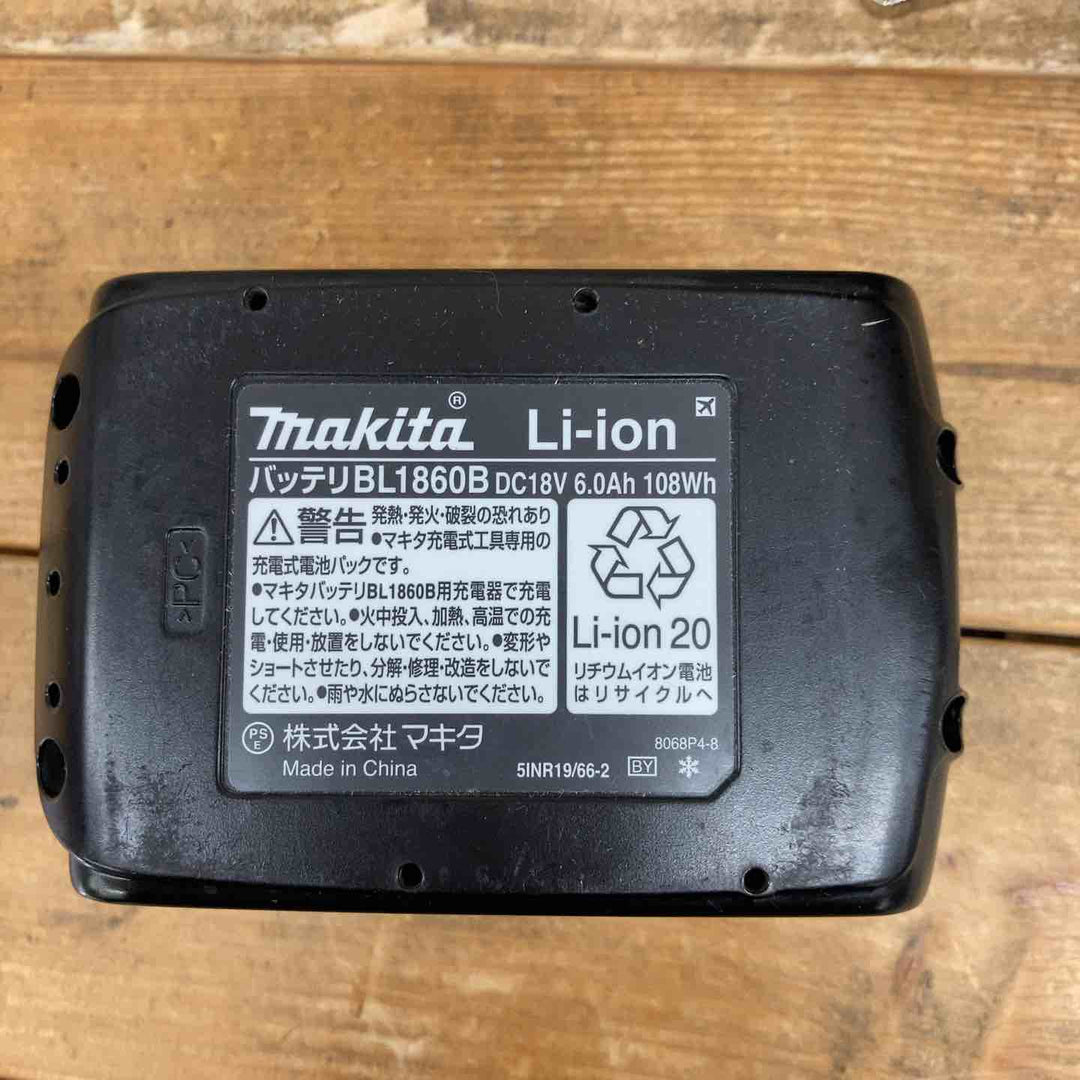 makita® Li-ion
バッテリBL1860B DC18V 6.0Ah 108Wh
警告 発熱・発火・破裂の恐れあり
●マキタ充電式工具専用の
充電式電池パックです。
●マキタバッテリBL1860B用充電器で充電
してください。●火中投入、加熱、高温での充
電・使用・放置をしないでください。●変形や
ショートさせたり、分解・修理・改造をしないで
ください。●雨や水にぬらさないでください。
Li-ion 20
リチウムイオン電池
はリサイクルへ
PSE 株式会社 マキタ
8068P4-8
Made in China
5INR19/66-2 BY
>PC<